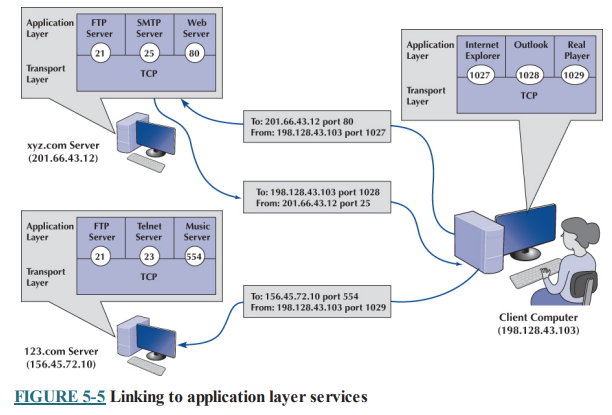 Application
Layer
FTP
Server
SMTP
Server
Web
Server
21
25
80
Transport
Layer
TCP
xyz.com Server
(201.66.43.12)
Application
Layer
Internet
Explorer
Outlook
Real
Player
1027
1028
1029
Transport
Layer
TCP
To: 201.66.43.12 port 80
From: 198.128.43.103 port 1027
To: 198.128.43.103 port 1028
From: 201.66.43.12 port 25
Application
Layer
FTP
Server
Telnet
Server
Music
Server
21
23
554
Transport
Layer
TCP
To: 156.45.72.10 port 554
From: 198.128.43.103 port 1029
123.com Server
(156.45.72.10)
Client Computer
(198.128.43.103)
FIGURE 5-5 Linking to application layer services